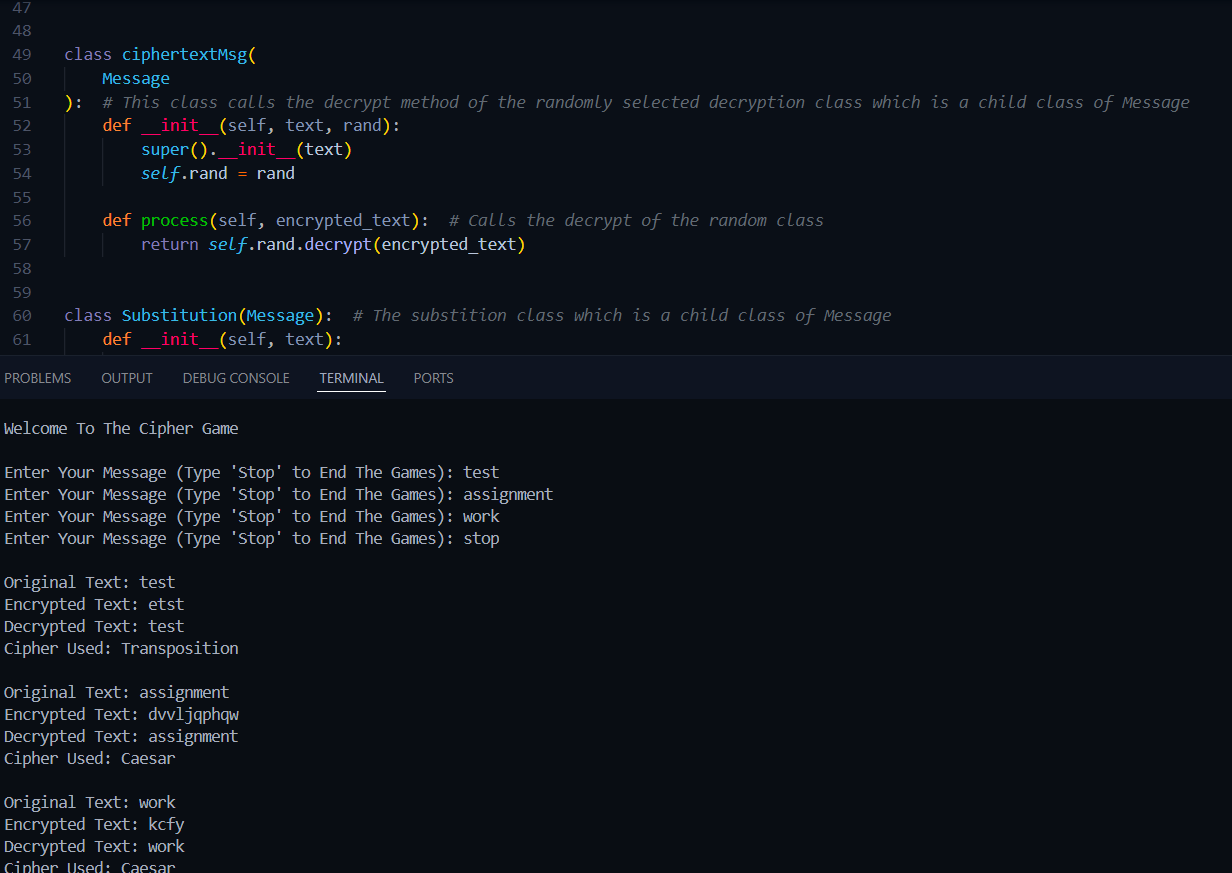 47
48
49 class ciphertextMsg(
50 Message
51 ): # This class calls the decrypt method of the randomly selected decryption class which is a child class of Message
52 def __init__(self, text, rand):
53 super().__init__(text)
54 self.rand = rand
55
56 def process(self, encrypted_text): # Calls the decrypt of the random class
57 return self.rand.decrypt(encrypted_text)
58
59
60 class Substitution(Message): # The substition class which is a child class of Message
61 def __init__(self, text):
PROBLEMS OUTPUT DEBUG CONSOLE TERMINAL PORTS
Welcome To The Cipher Game
Enter Your Message (Type 'Stop' to End The Games): test
Enter Your Message (Type 'Stop' to End The Games): assignment
Enter Your Message (Type 'Stop' to End The Games): work
Enter Your Message (Type 'Stop' to End The Games): stop
Original Text: test
Encrypted Text: etst
Decrypted Text: test
Cipher Used: Transposition
Original Text: assignment
Encrypted Text: dvvljqphqw
Decrypted Text: assignment
Cipher Used: Caesar
Original Text: work
Encrypted Text: kcfy
Decrypted Text: work
Cipher Used: Caesar